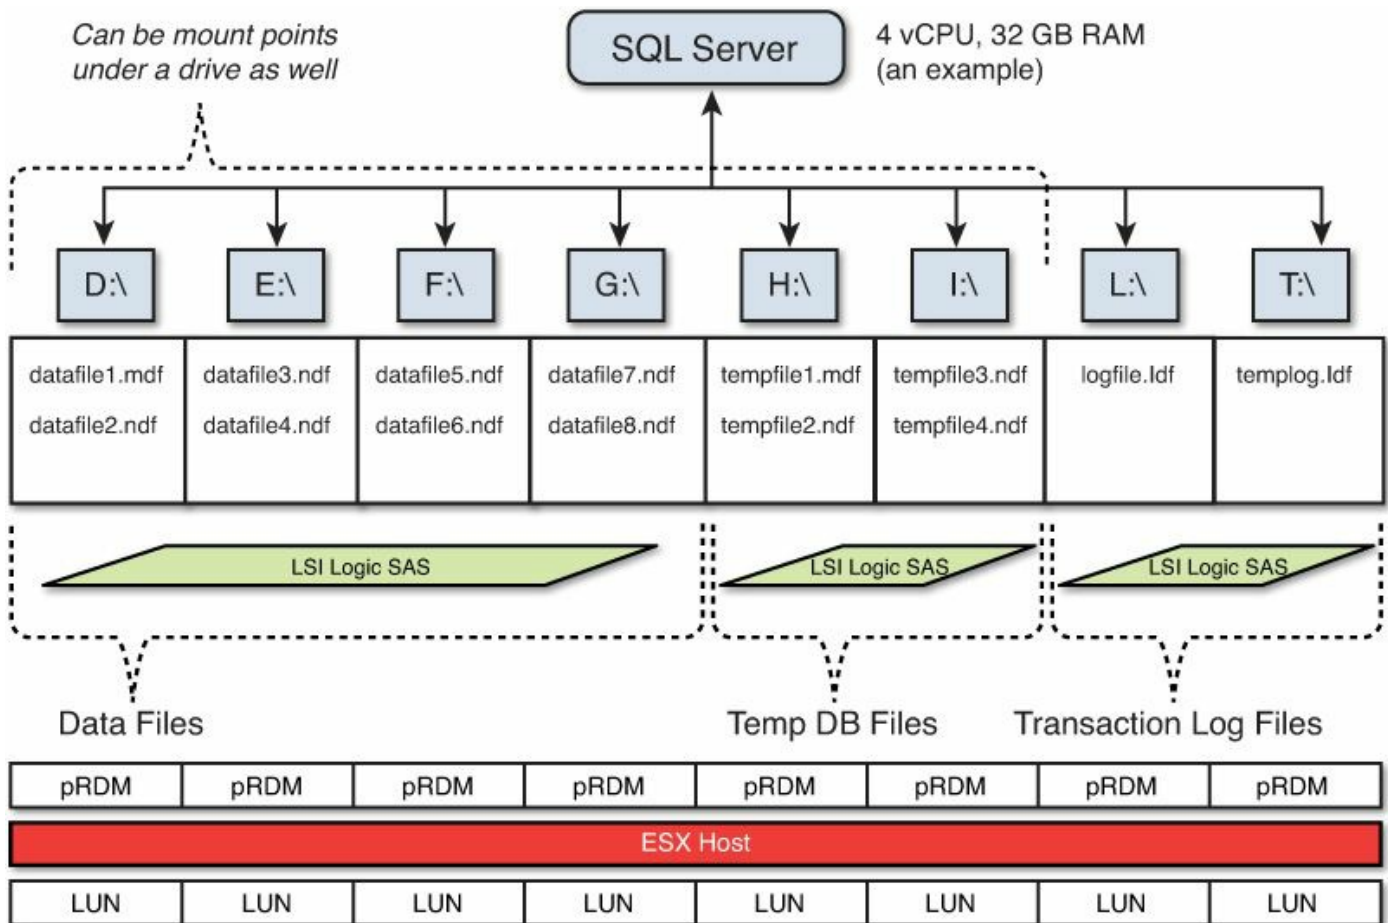 Can be mount points
under a drive as well
SQL Server
4 vCPU, 32 GB RAM
(an example)
D:\ E:\ F:\ G:\ H:\ I:\ L:\ T:\
datafile1.mdf datafile3.ndf datafile5.ndf datafile7.ndf tempfile1.mdf tempfile3.ndf logfile.ldf templog.ldf
datafile2.ndf datafile4.ndf datafile6.ndf datafile8.ndf tempfile2.ndf tempfile4.ndf
LSI Logic SAS LSI Logic SAS LSI Logic SAS
Data Files Temp DB Files Transaction Log Files
pRDM pRDM pRDM pRDM pRDM pRDM pRDM pRDM
ESX Host
LUN LUN LUN LUN LUN LUN LUN LUN